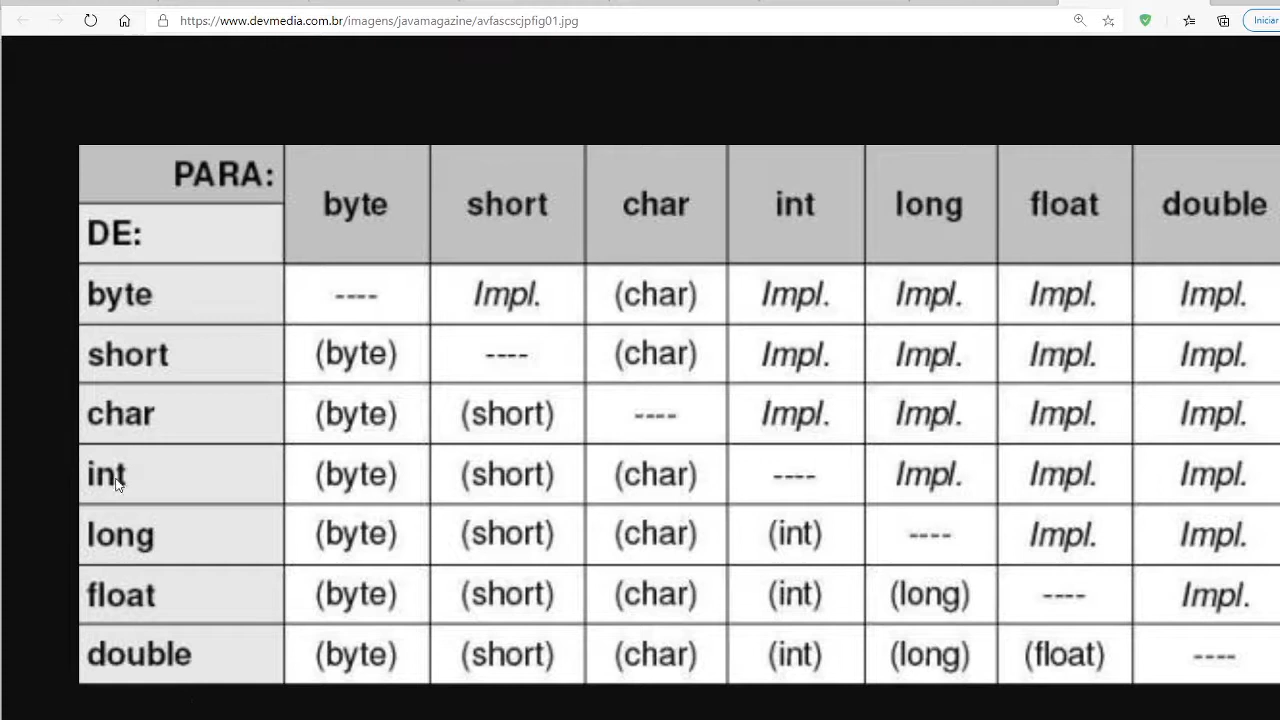 https://www.devmedia.com.br/imagens/javamagazine/avfascscjpfig01.jpg
Iniciar
PARA:
DE:
byte short char int long float double
byte ---- Impl. (char) Impl. Impl. Impl. Impl.
short (byte) ---- (char) Impl. Impl. Impl. Impl.
char (byte) (short) ---- Impl. Impl. Impl. Impl.
int (byte) (short) (char) ---- Impl. Impl. Impl.
long (byte) (short) (char) (int) ---- Impl. Impl.
float (byte) (short) (char) (int) (long) ---- Impl.
double (byte) (short) (char) (int) (long) (float) ----